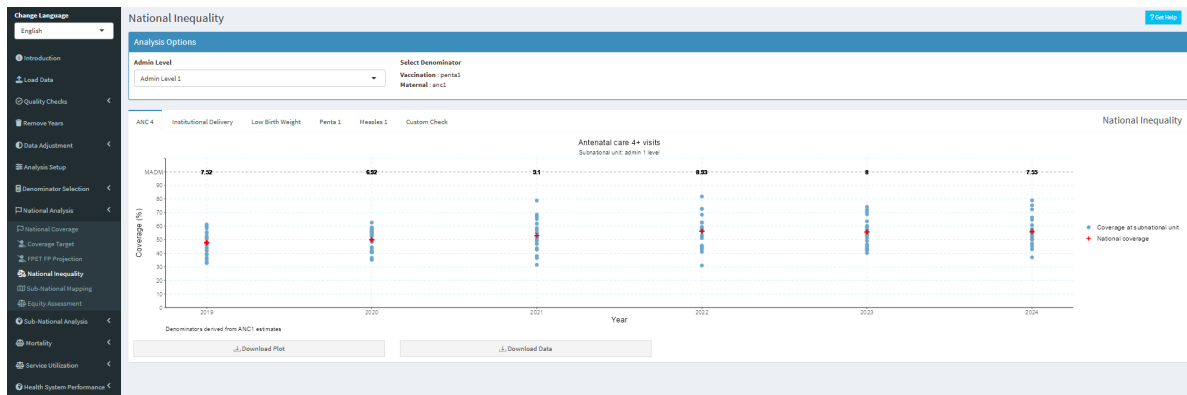 Change Language
English
Introduction
Load Data
Quality Checks
Remove Years
Data Adjustment
Analysis Setup
Denominator Selection
National Analysis
National Coverage
Coverage Target
FPET FP Projection
National Inequality
Sub-National Mapping
Equity Assessment
Sub-National Analysis
Mortality
Service Utilization
Health System Performance
National Inequality
? Get Help
Analysis Options
Admin Level
Admin Level 1
Select Denominator
Vaccination : penta1
Maternal : anc1
ANC 4 Institutional Delivery Low Birth Weight Penta 1 Measles 1 Custom Check
National Inequality
Antenatal care 4+ visits
Subnational unit: admin 1 level
MADM 7.52 6.92 9.1 8.93 8 7.55
90
80
70
60
50
40
30
20
10
0
Coverage (%)
2019 2020 2021 2022 2023 2024
Year
Coverage at subnational unit
National coverage
Denominators derived from ANC1 estimates
Download Plot
Download Data